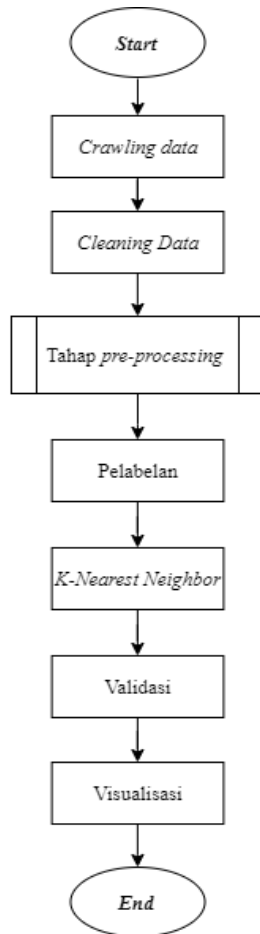 Start
Crawling data
Cleaning Data
Tahap pre-processing
Pelabelan
K-Nearest Neighbor
Validasi
Visualisasi
End